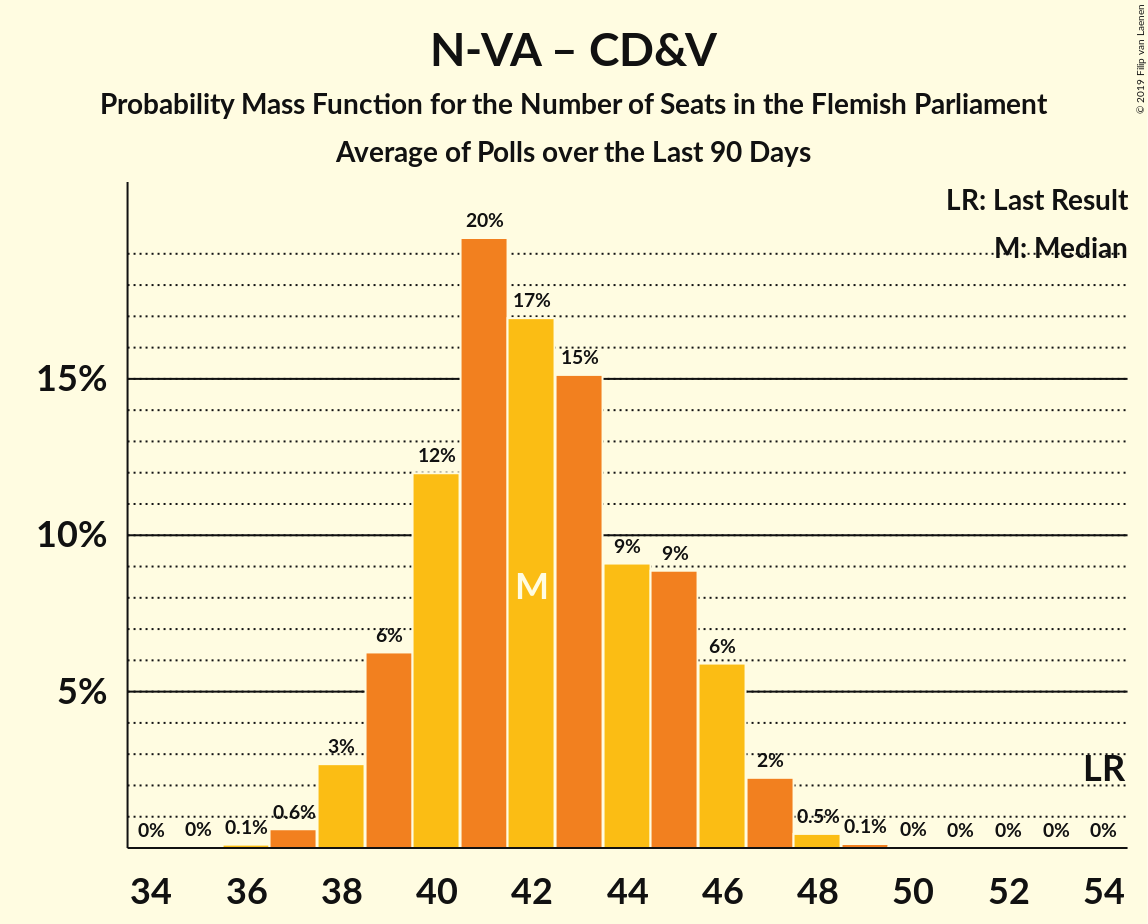 N-VA – CD&V
Probability Mass Function for the Number of Seats in the Flemish Parliament
Average of Polls over the Last 90 Days
© 2019 Filip van Laenen
LR: Last Result
M: Median
20%
17%
15%
15%
12%
10%
9%
9%
M
6%
6%
5%
3%
2%
LR
0%
0%
0.1%
0.6%
0.5%
0.1%
0%
0%
0%
0%
0%
34 36 38 40 42 44 46 48 50 52 54